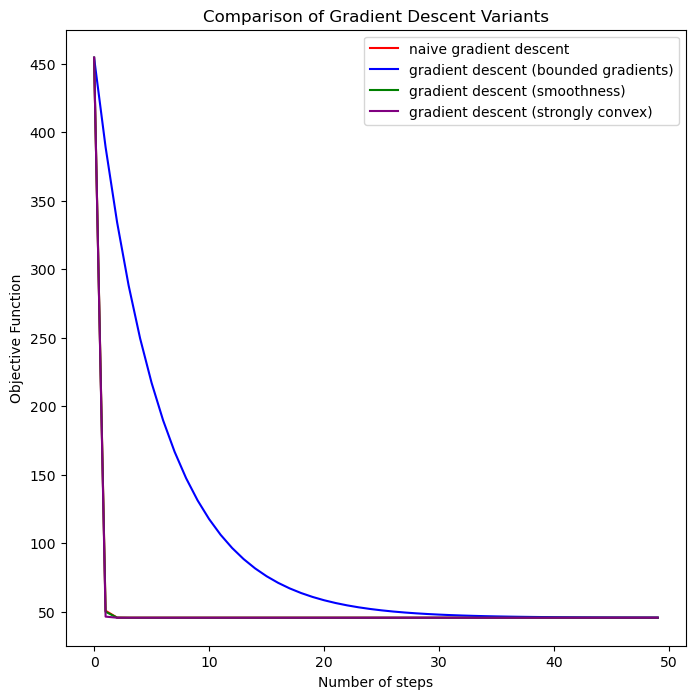 Comparison of Gradient Descent Variants
naive gradient descent
gradient descent (bounded gradients)
gradient descent (smoothness)
gradient descent (strongly convex)
450
400
350
300
250
200
150
100
50
Objective Function
0
10
20
30
40
50
Number of steps